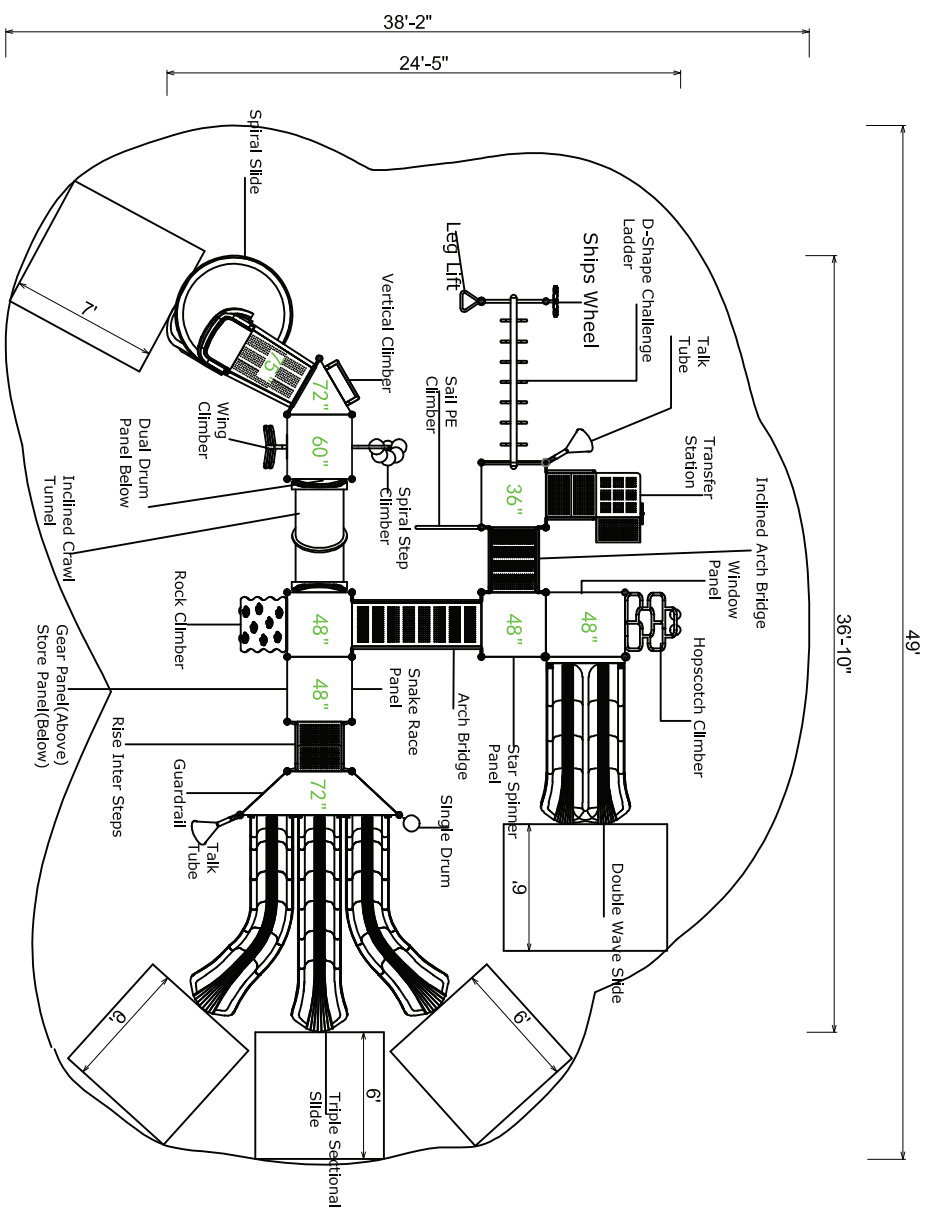 38'-2"
24'-5"
49'
36'-10"
Spiral Slide
7'
75"
72"
Vertical Climber
Leg Lift
Ships Wheel
D-Shape Challenge
Ladder
Talk
Tube
Sail PE
Climber
Transfer
Station
Wing
Climber
60"
Dual Drum
Panel Below
Spiral Step
Climber
36"
Inclined Crawl
Tunnel
Inclined Arch Bridge
Window
Panel
Rock Climber
48"
48"
48"
Hopscotch Climber
Gear Panel(Above)
Store Panel(Below)
48"
Snake Race
Panel
Arch Bridge
Star Spinner
Panel
Rise Inter Steps
Guardrail
72"
Talk
Tube
SIngle Drum
6'
Double Wave Slide
6'
6'
6'
Triple Sectional
Slide